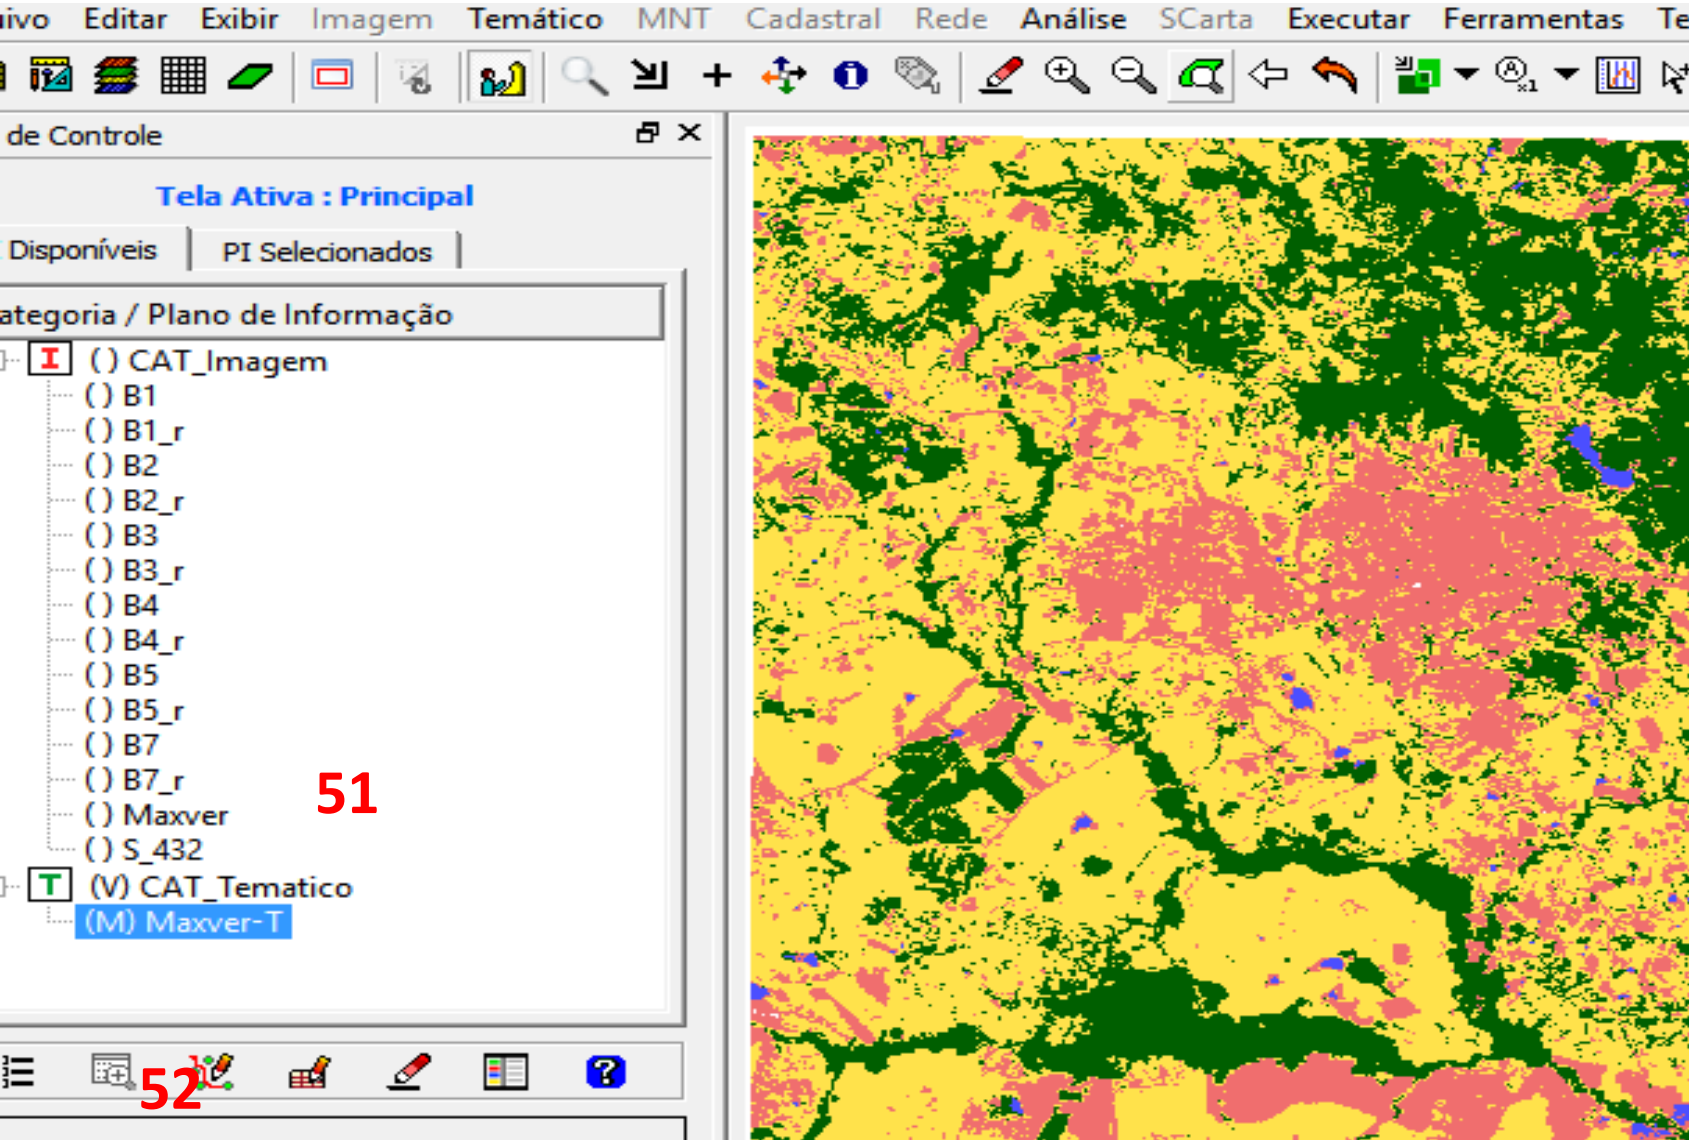 ivo Editar Exibir Imagem Temático MNT Cadastral Rede Análise SCarta Executar Ferramentas Te
de Controle
Tela Ativa : Principal
Disponíveis PI Selecionados
ategoria / Plano de Informação
I () CAT_Imagem
() B1
() B1_r
() B2
() B2_r
() B3
() B3_r
() B4
() B4_r
() B5
() B5_r
() B7
() B7_r
51
() Maxver
() S_432
T (V) CAT_Tematico
(M) Maxver-T
52